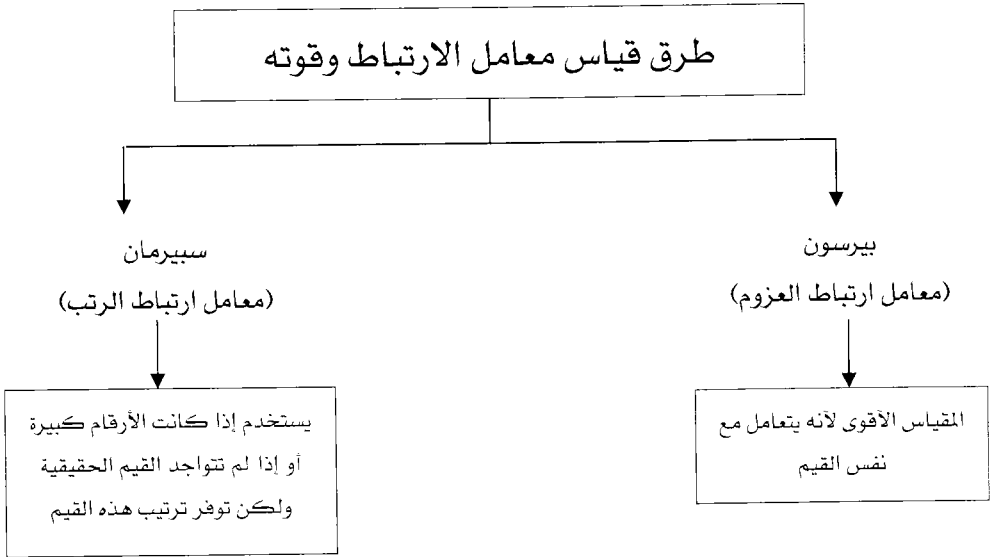 طرق قياس معامل الارتباط وقوته
بيرسون
(معامل ارتباط العزوم)
المقياس الأقوى لأنه يتعامل مع
نفس القيم
سبيرمان
(معامل ارتباط الرتب)
يستخدم إذا كانت الأرقام كبيرة
أو إذا لم تتواجد القيم الحقيقية
ولكن توفر ترتيب هذه القيم